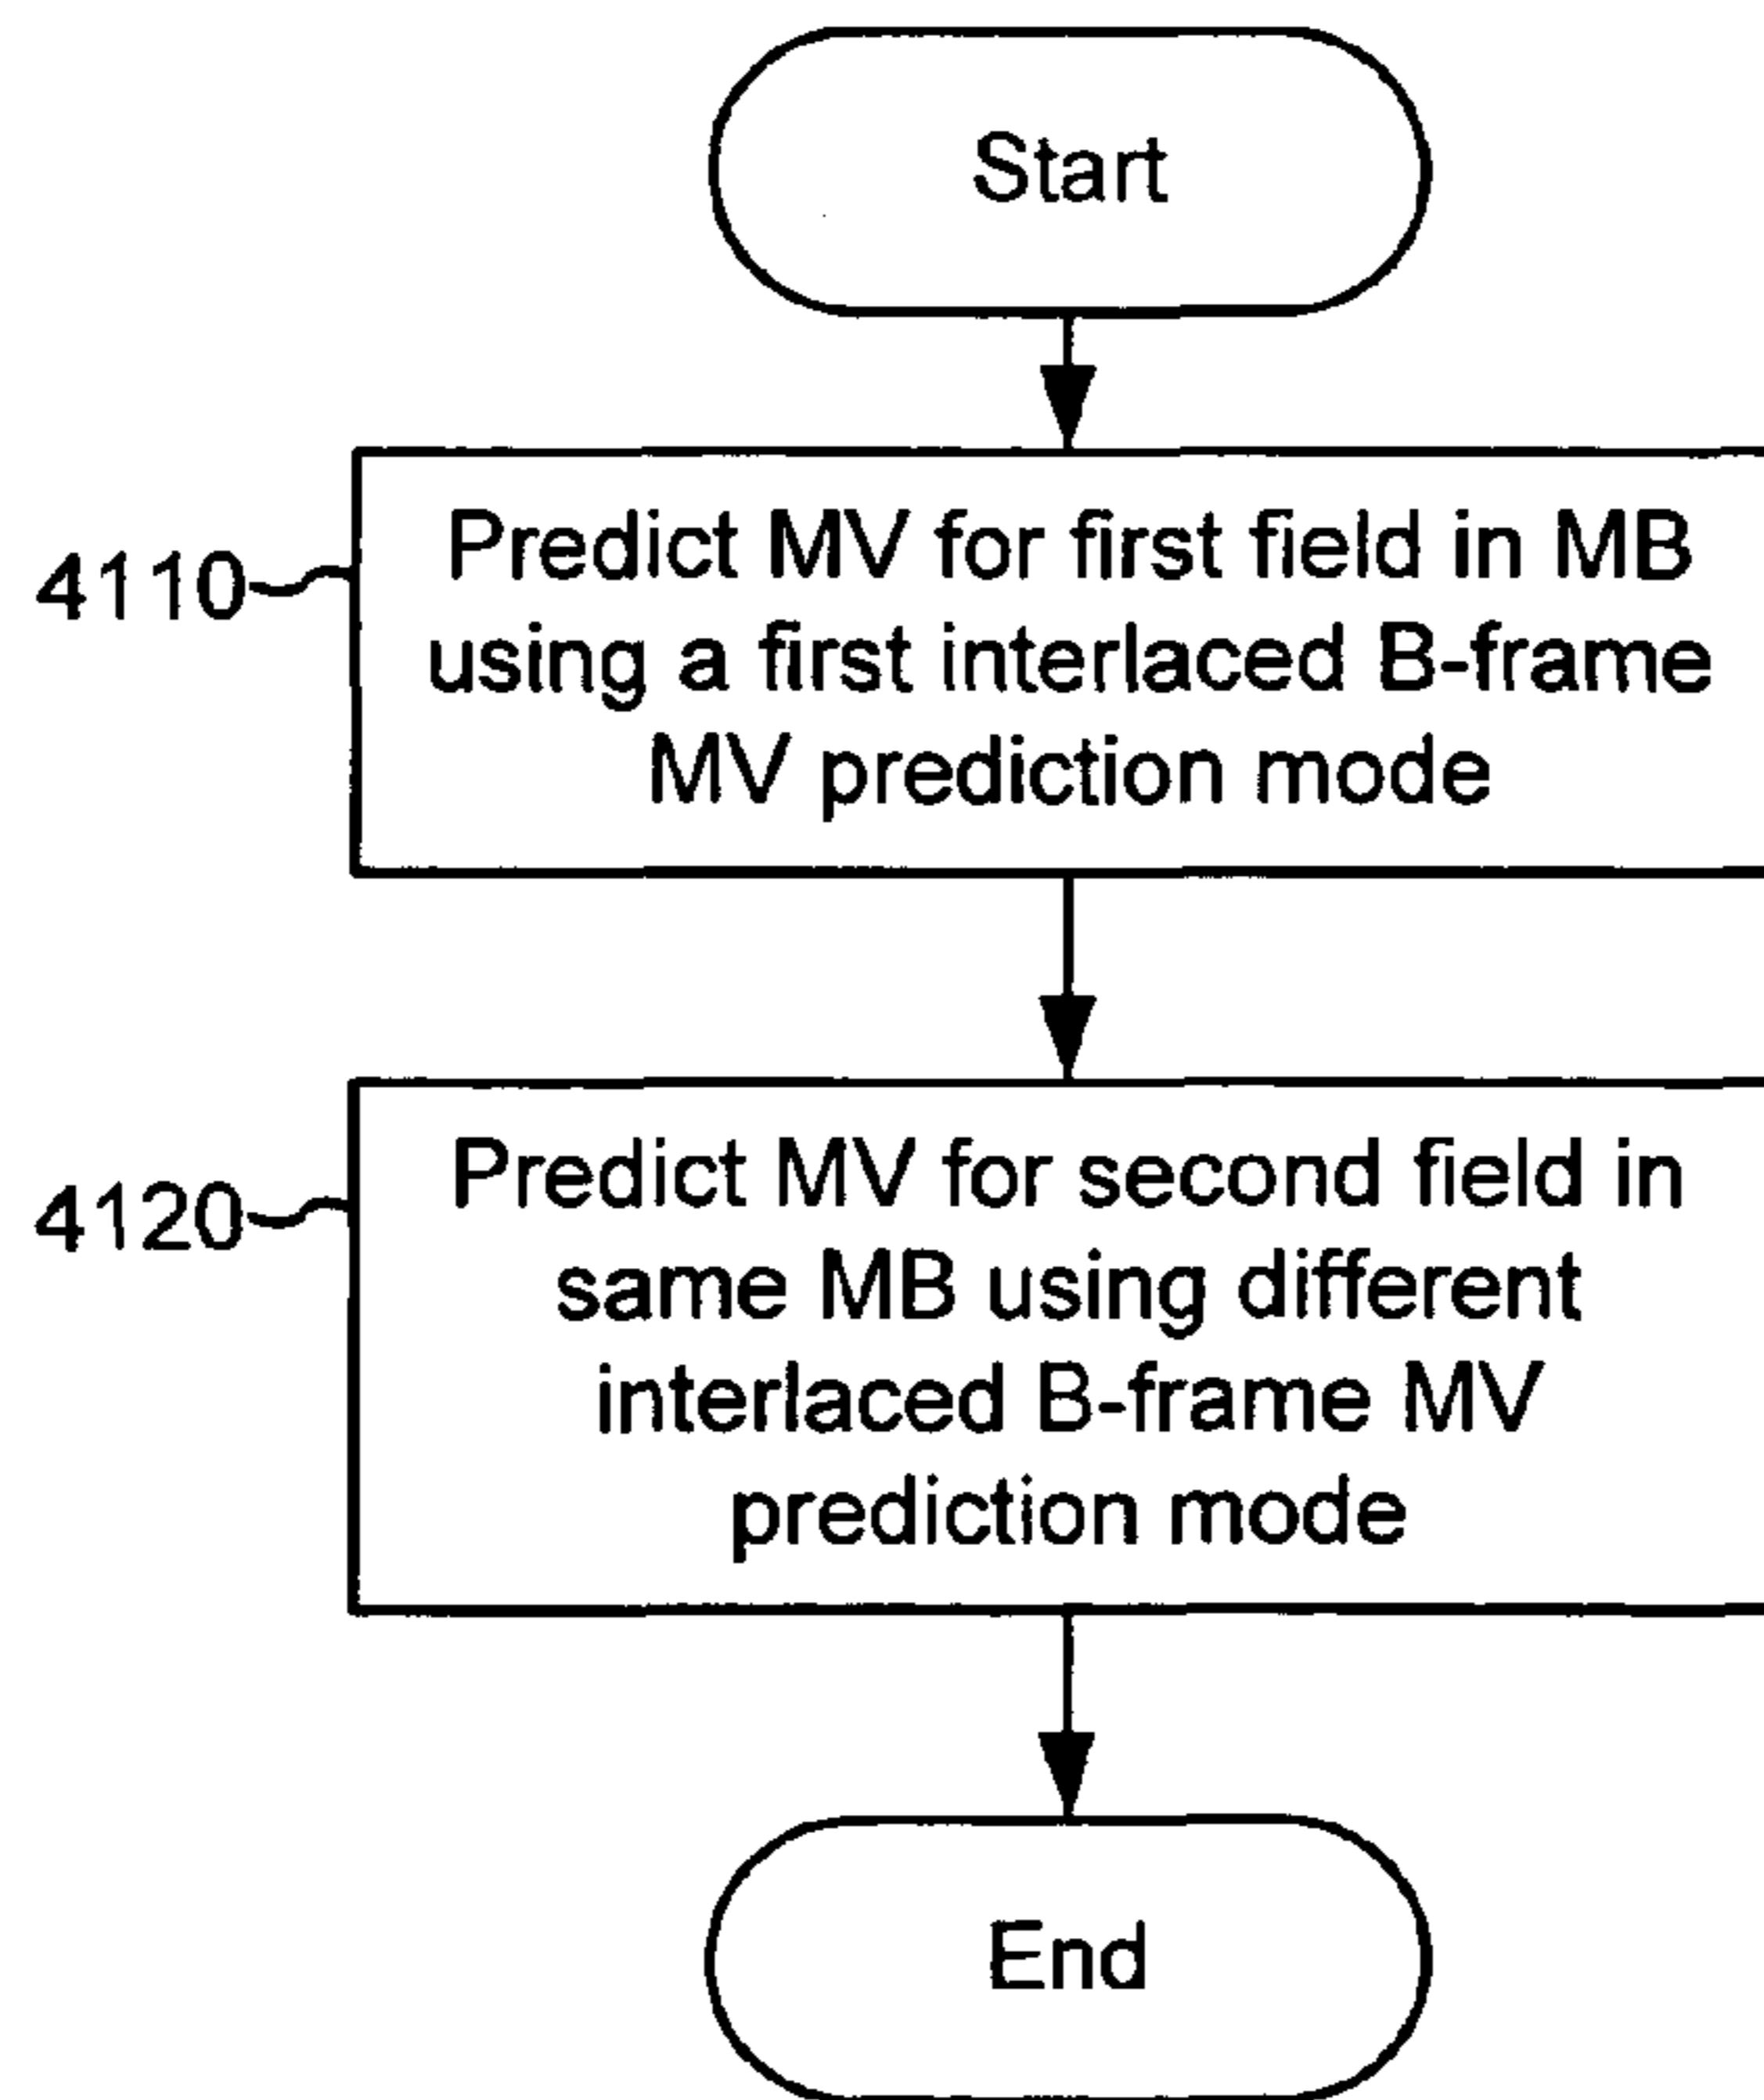 Start
4110
Predict MV for first field in MB
using a first interlaced B-frame
MV prediction mode
4120
Predict MV for second field in
same MB using different
interlaced B-frame MV
prediction mode
End